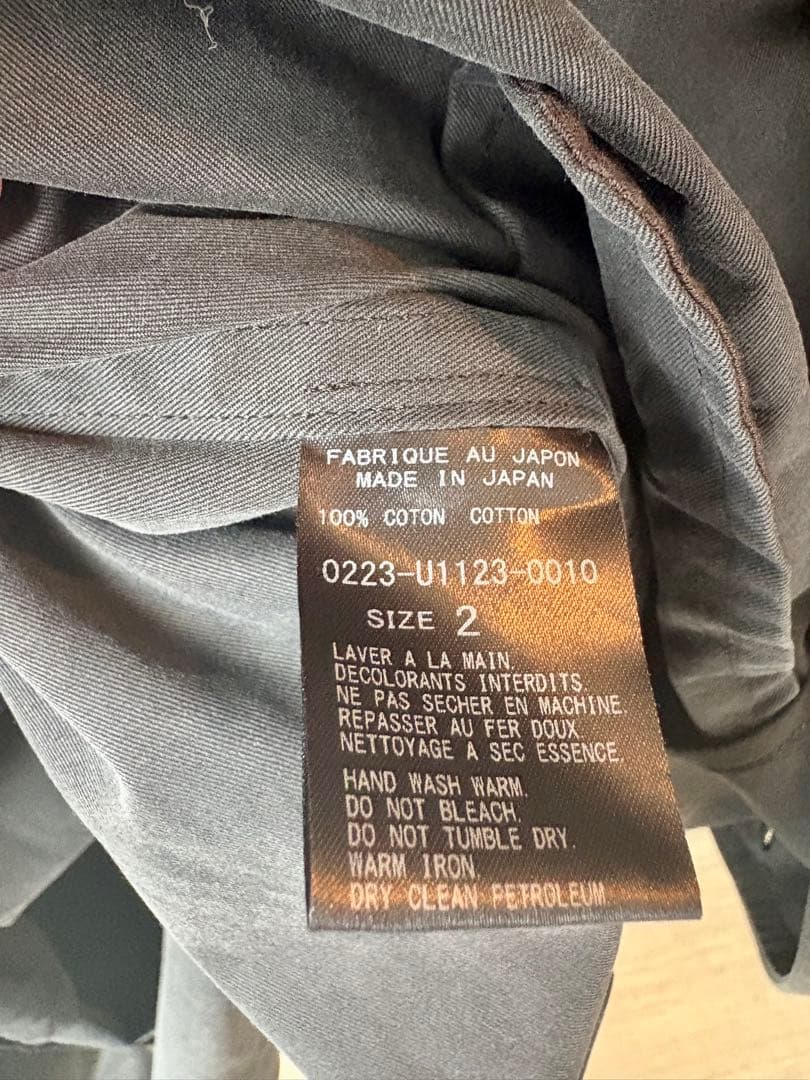 FABRIQUE AU JAPON
MADE IN JAPAN
100% COTON COTTON
0223-U1123-0010
SIZE 2
LAVER A LA MAIN.
DECOLORANTS INTERDITS.
NE PAS SECHER EN MACHINE.
REPASSER AU FER DOUX.
NETTOYAGE A SEC ESSENCE.
HAND WASH WARM.
DO NOT BLEACH.
DO NOT TUMBLE DRY.
WARM IRON.
DRY CLEAN PETROLEUM.